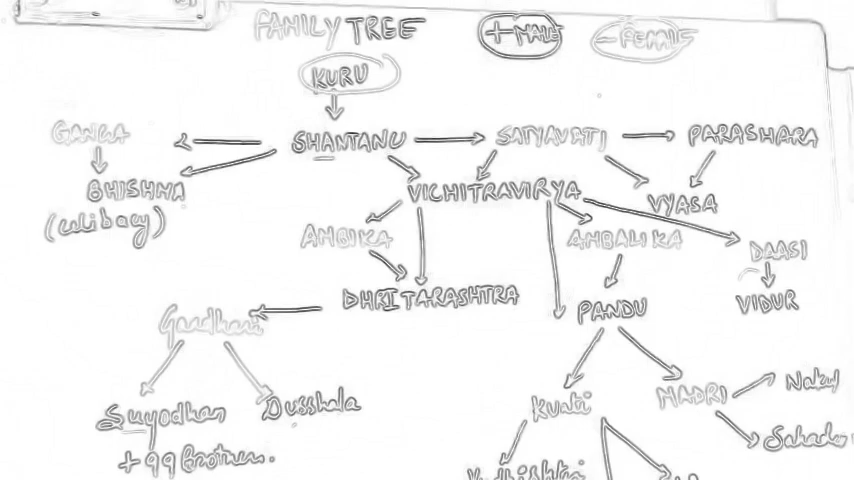 FAMILY TREE +MALE -FEMALE
KURU
GANGA SHANTANU SATYAVATI PARASHARA
BHISHMA VICHITRAVIRYA VYASA
(celibacy) AMBIKA AMBALIKA DAASI
DHRITARASHTRA PANDU VIDUR
Gandhari
Suyodhan Dusshala Kunti MADRI Nakul
+99 Brothers. Sahadev